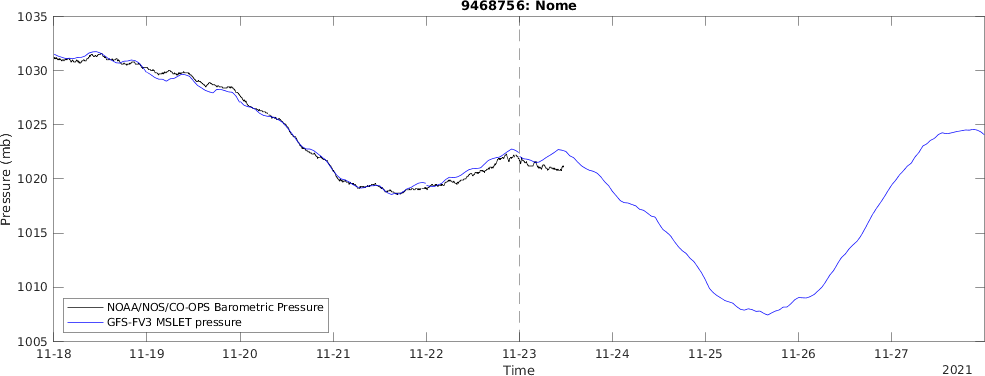 9468756: Nome
Pressure (mb)
1035
1030
1025
1020
1015
1010
1005
NOAA/NOS/CO-OPS Barometric Pressure
GFS-FV3 MSLET pressure
11-18 11-19 11-20 11-21 11-22 11-23 11-24 11-25 11-26 11-27
Time
2021